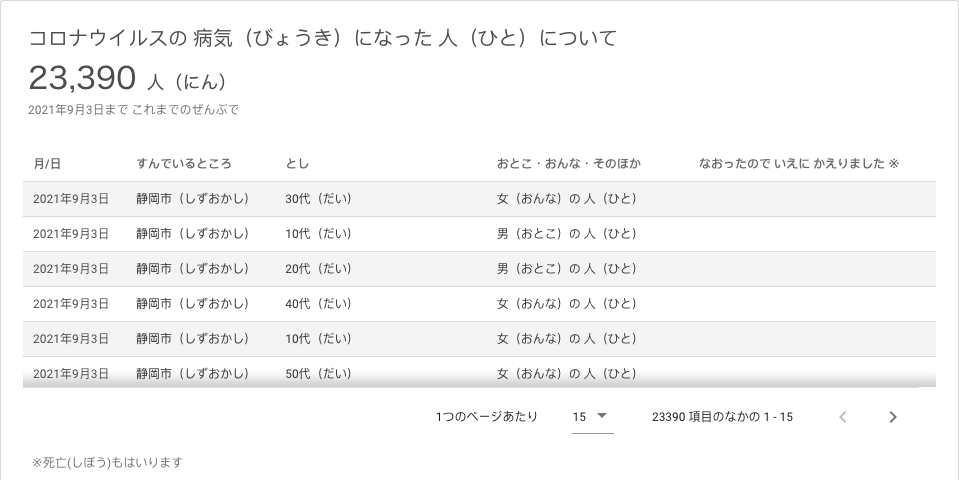 コロナウイルスの 病気（びょうき）になった 人（ひと）について
23,390 人（にん）
2021年9月3日まで これまでのぜんぶで
月/日 すんでいるところ とし おとこ・おんな・そのほか なおったので いえに かえりました ※
2021年9月3日 静岡市（しずおかし） 30代（だい） 女（おんな）の 人（ひと）
2021年9月3日 静岡市（しずおかし） 10代（だい） 男（おとこ）の 人（ひと）
2021年9月3日 静岡市（しずおかし） 20代（だい） 男（おとこ）の 人（ひと）
2021年9月3日 静岡市（しずおかし） 40代（だい） 女（おんな）の 人（ひと）
2021年9月3日 静岡市（しずおかし） 10代（だい） 女（おんな）の 人（ひと）
2021年9月3日 静岡市（しずおかし） 50代（だい） 女（おんな）の 人（ひと）
1つのページあたり 15 23390 項目のなかの 1 - 15
※死亡(しぼう)もはいります